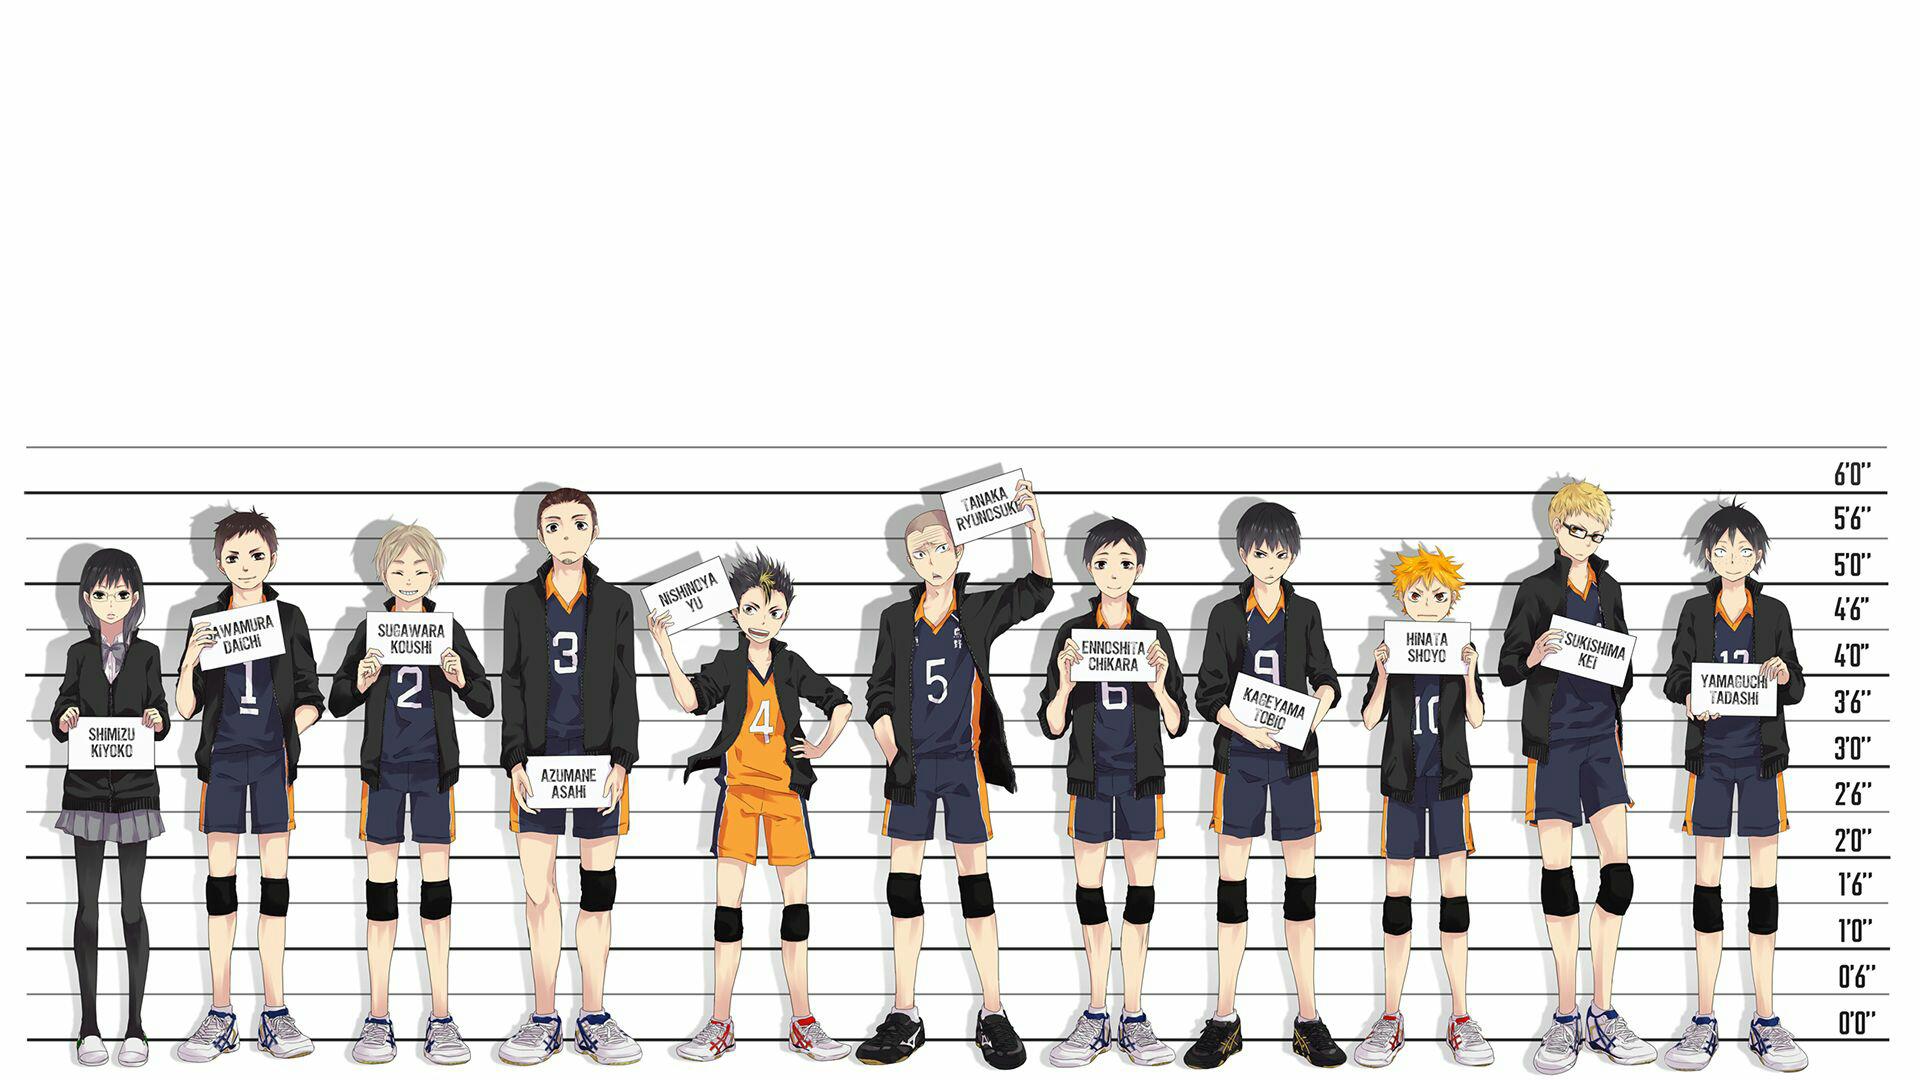 SHIMIZU
KIYOKO
AWAMURA
DAICHI
1
SUGAWARA
KOUSHI
2
3
AZUMANE
ASAHI
NISHINOYA
YU
4
TANAKA
RYUNOSUKE
5
ENNOSHITA
CHIKARA
6
9
KAGEYAMA
TOBIO
HINATA
SHOYO
10
TSUKISHIMA
KEI
12
YAMAGUCHI
TADASHI
6'0"
5'6"
5'0"
4'6"
4'0"
3'6"
3'0"
2'6"
2'0"
1'6"
1'0"
0'6"
0'0"